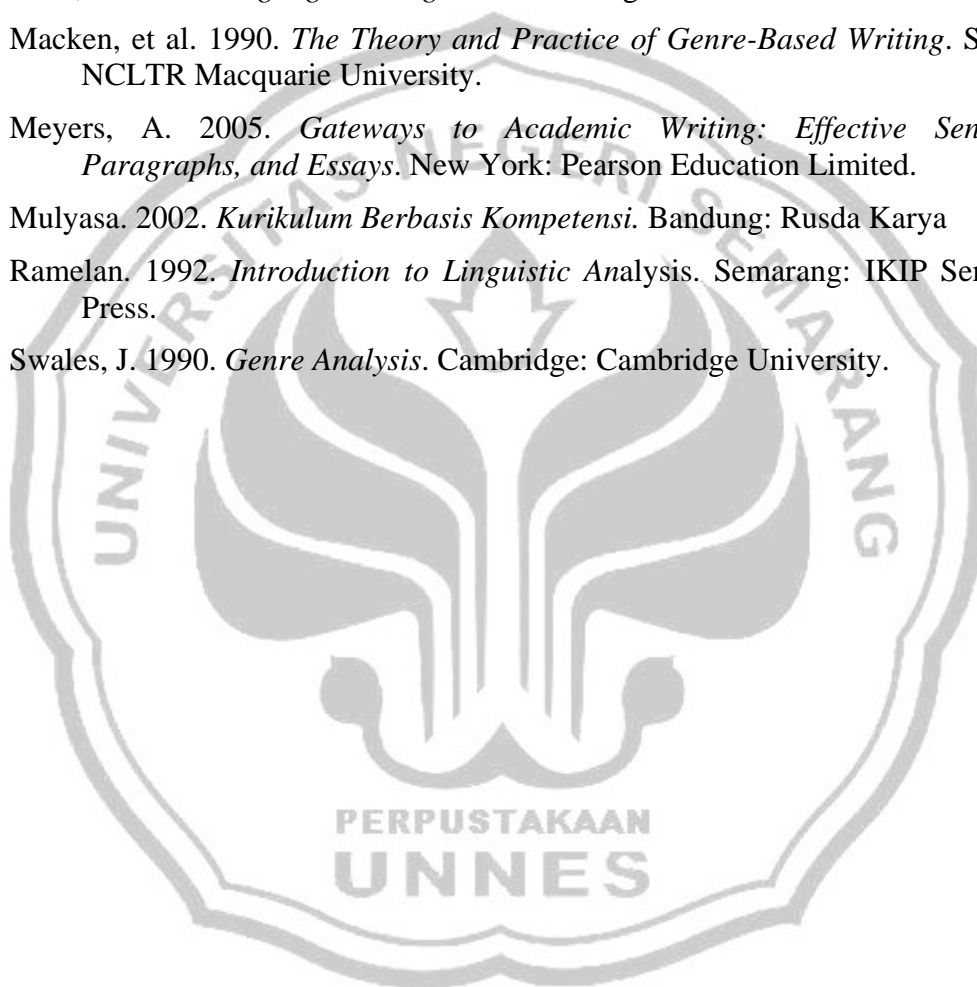 Macken, et al. 1990. The Theory and Practice of Genre-Based Writing. S
NCLTR Macquarie University.
Meyers, A. 2005. Gateways to Academic Writing: Effective Sen
Paragraphs, and Essays. New York: Pearson Education Limited.
Mulyasa. 2002. Kurikulum Berbasis Kompetensi. Bandung: Rusda Karya
Ramelan. 1992. Introduction to Linguistic Analysis. Semarang: IKIP Ser
Press.
Swales, J. 1990. Genre Analysis. Cambridge: Cambridge University.
UNIVERSITAS NEGERI SEMARANG
PERPUSTAKAAN
UNNES